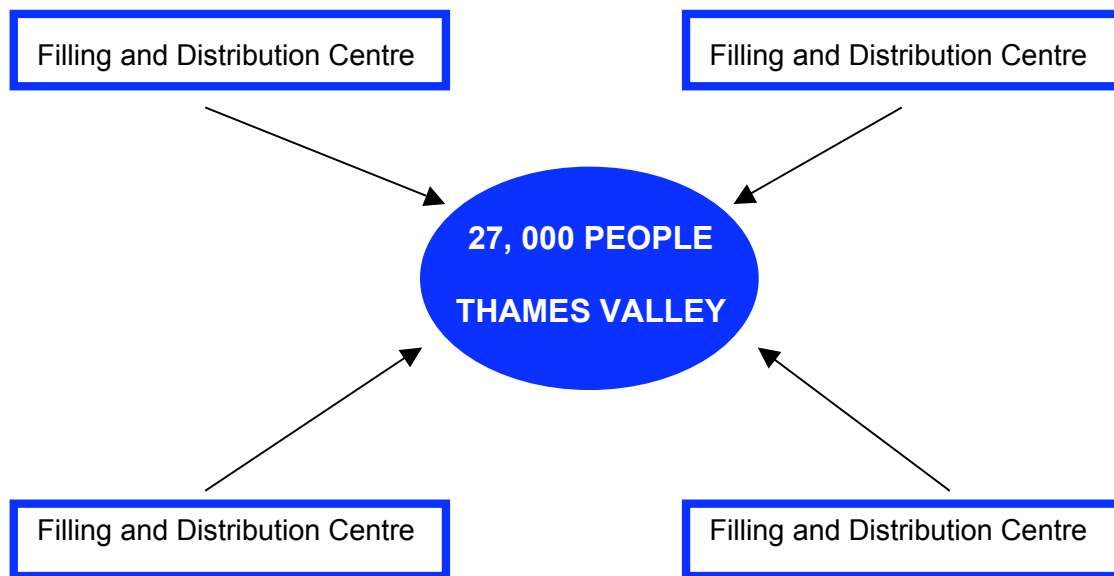 Filling and Distribution Centre
Filling and Distribution Centre
27, 000 PEOPLE
THAMES VALLEY
Filling and Distribution Centre
Filling and Distribution Centre